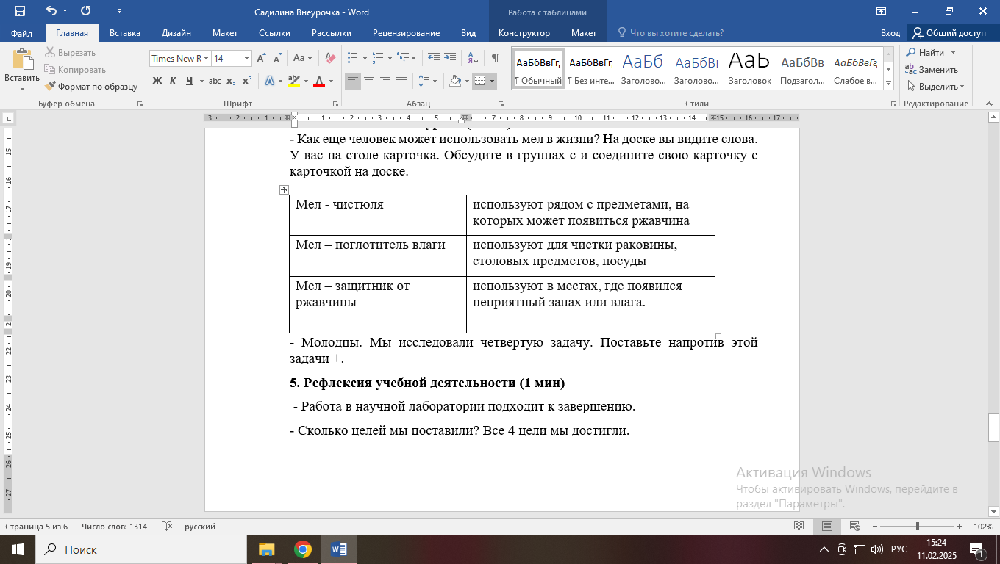 Садилина Внеурочка - Word
Работа с таблицами
Файл
Главная
Вставка
Дизайн
Макет
Ссылки
Рассылки
Рецензирование
Вид
Конструктор
Макет
Что вы хотите сделать?
Вход
Общий доступ
Вставить
Вырезать
Копировать
Формат по образцу
Буфер обмена
Times New R
14
Шрифт
Абзац
АаБбВвГг,
¶ Обычный
АаБбВвГг,
¶ Без инте...
АаБб
Заголово...
АаБбВв
Заголово...
АаЬ
Заголовок
АаБбВв
Подзагол...
АаБбВвГг
Слабое в...
Стили
Найти
Заменить
Выделить
Редактирование
- Как еще человек может использовать мел в жизни? На доске вы видите слова.
У вас на столе карточка. Обсудите в группах с и соедините свою карточку с
карточкой на доске.
Мел - чистюля
используют рядом с предметами, на
которых может появиться ржавчина
Мел – поглотитель влаги
используют для чистки раковины,
столовых предметов, посуды
Мел – защитник от
ржавчины
используют в местах, где появился
неприятный запах или влага.
- Молодцы. Мы исследовали четвертую задачу. Поставьте напротив этой
задачи +.
5. Рефлексия учебной деятельности (1 мин)
- Работа в научной лаборатории подходит к завершению.
- Сколько целей мы поставили? Все 4 цели мы достигли.
Активация Windows
Чтобы активировать Windows, перейдите в
раздел "Параметры".
Страница 5 из 6
Число слов: 1314
русский
102%
Поиск
РУС
15:24
11.02.2025
1